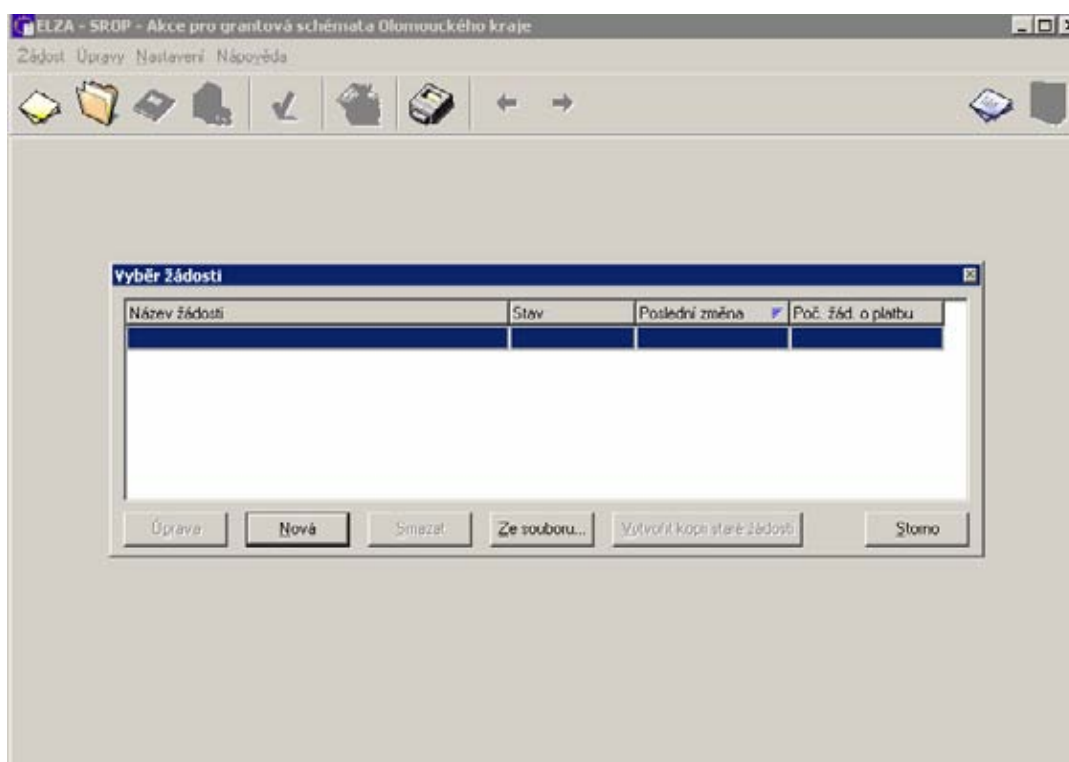 ELZA - SROP - Akce pro grantová schémata Olomouckého kraje
Žádost Úpravy Nastavení Nápověda
Výběr žádosti
Název žádosti Stav Poslední změna Poč. žád. o platbu
Úprava Nová Smazat Ze souboru... Vytvořit kopii staré žádosti Storno